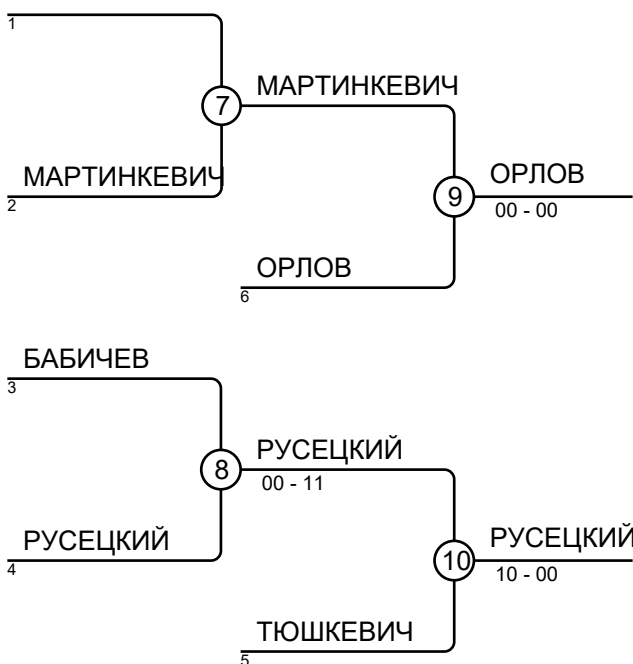 1
7
МАРТИНКЕВИЧ
МАРТИНКЕВИЧ
2
9
ОРЛОВ
00 - 00
ОРЛОВ
6
БАБИЧЕВ
3
8
РУСЕЦКИЙ
00 - 11
РУСЕЦКИЙ
4
10
РУСЕЦКИЙ
10 - 00
ТЮШКЕВИЧ
5